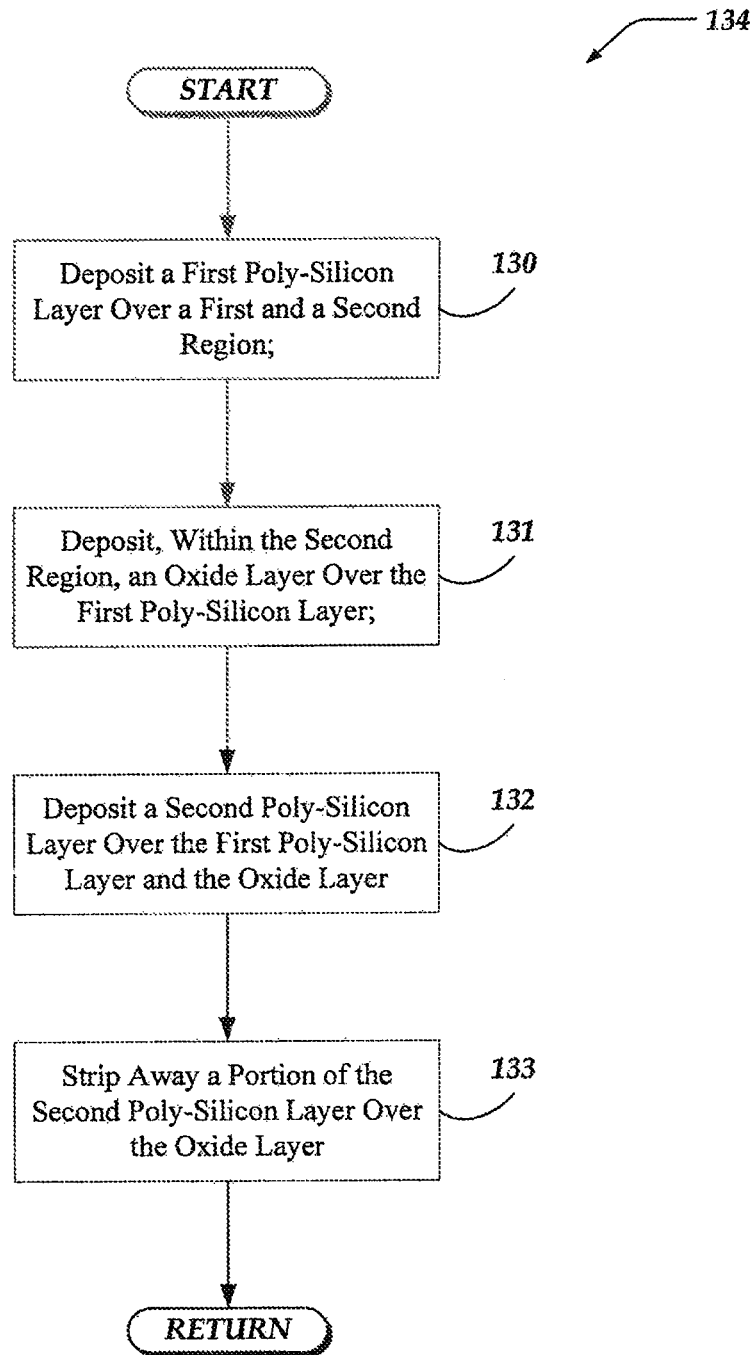 134
START
Deposit a First Poly-Silicon
Layer Over a First and a Second
Region;
130
Deposit, Within the Second
Region, an Oxide Layer Over the
First Poly-Silicon Layer;
131
Deposit a Second Poly-Silicon
Layer Over the First Poly-Silicon
Layer and the Oxide Layer
132
Strip Away a Portion of the
Second Poly-Silicon Layer Over
the Oxide Layer
133
RETURN